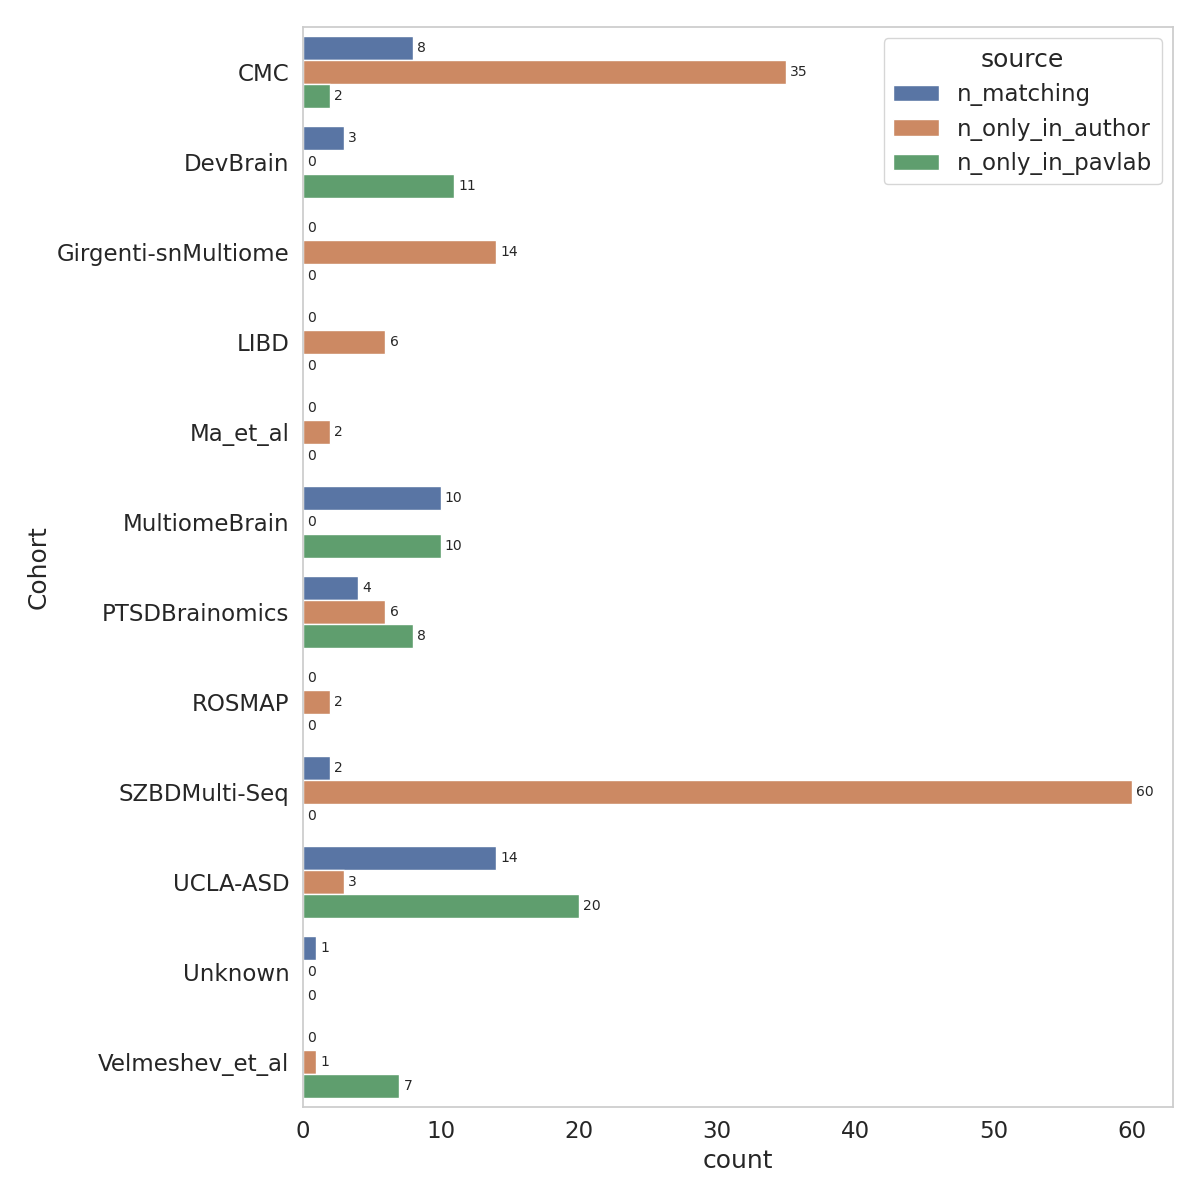 source
n_matching
n_only_in_author
n_only_in_pavlab
Cohort
CMC
8
35
2
DevBrain
3
0
11
Girgenti-snMultiome
0
14
0
LIBD
0
6
0
Ma_et_al
0
2
0
MultiomeBrain
10
0
10
PTSDBrainomics
4
6
8
ROSMAP
0
2
0
SZBDMulti-Seq
2
60
0
UCLA-ASD
14
3
20
Unknown
1
0
0
Velmeshev_et_al
0
1
7
0 10 20 30 40 50 60
count